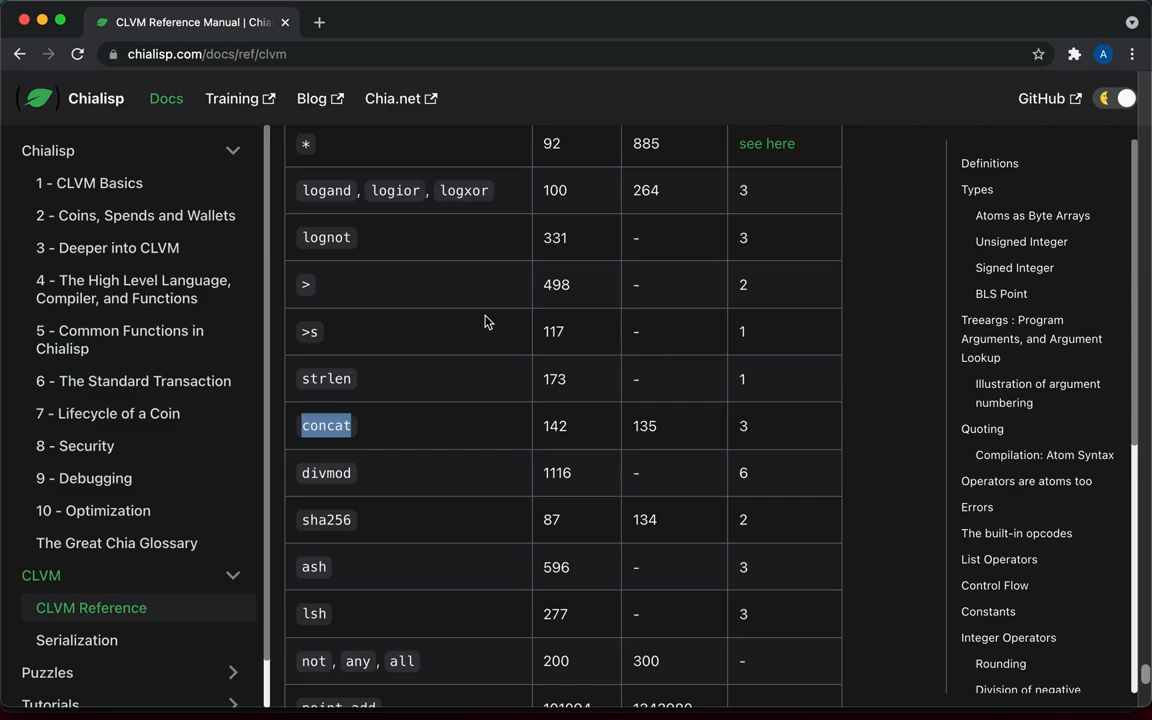 CLVM Reference Manual | Chia
chialisp.com/docs/ref/clvm
A
Chialisp Docs Training Blog Chia.net GitHub
Chialisp
1 - CLVM Basics
2 - Coins, Spends and Wallets
3 - Deeper into CLVM
4 - The High Level Language,
Compiler, and Functions
5 - Common Functions in
Chialisp
6 - The Standard Transaction
7 - Lifecycle of a Coin
8 - Security
9 - Debugging
10 - Optimization
The Great Chia Glossary
CLVM
CLVM Reference
Serialization
Puzzles
Tutorials
* 92 885 see here
logand, logior, logxor 100 264 3
lognot 331 - 3
> 498 - 2
>s 117 - 1
strlen 173 - 1
concat 142 135 3
divmod 1116 - 6
sha256 87 134 2
ash 596 - 3
lsh 277 - 3
not, any, all 200 300 -
point_add 101094 1343980
Definitions
Types
Atoms as Byte Arrays
Unsigned Integer
Signed Integer
BLS Point
Treeargs : Program
Arguments, and Argument
Lookup
Illustration of argument
numbering
Quoting
Compilation: Atom Syntax
Operators are atoms too
Errors
The built-in opcodes
List Operators
Control Flow
Constants
Integer Operators
Rounding
Division of negative